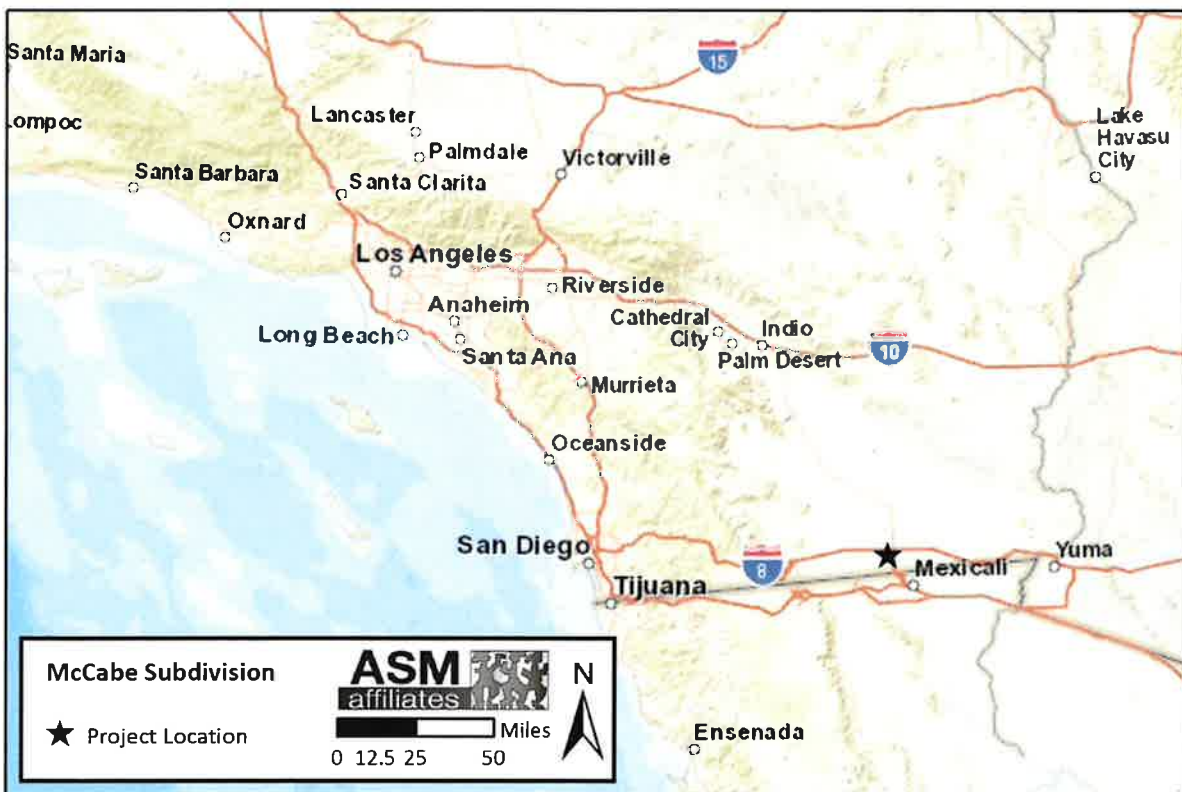 Santa Maria
15
Lompoc
Lancaster
Palmdale
Lake
Havasu
City
Victorville
Santa Barbara
Santa Clarita
Oxnard
Los Angeles
Riverside
Anaheim
Cathedral
City
Indio
10
Long Beach
Santa Ana
Palm Desert
Murrieta
Oceanside
San Diego
8
Yuma
Mexicali
Tijuana
McCabe Subdivision
ASM
affiliates
N
Project Location
Miles
0 12.5 25 50
Ensenada